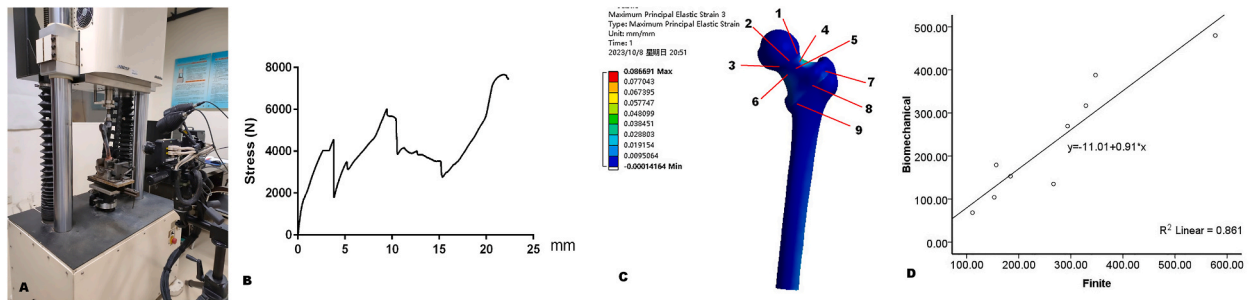 A
Stress (N)
8000
6000
4000
2000
0
0 5 10 15 20 25 mm
B
Maximum Principal Elastic Strain 3
Type: Maximum Principal Elastic Strain
Unit: mm/mm
Time: 1
2023/10/8 星期日 20:51
0.086691 Max
0.077043
0.067395
0.057747
0.048099
0.038451
0.028803
0.019154
0.0095064
-0.00014164 Min
1
2
4
5
3
7
6
8
9
C
Biomechanical
500.00
400.00
300.00
200.00
100.00
0.00
y=-11.01+0.91*x
R² Linear = 0.861
100.00 200.00 300.00 400.00 500.00 600.00
Finite
D